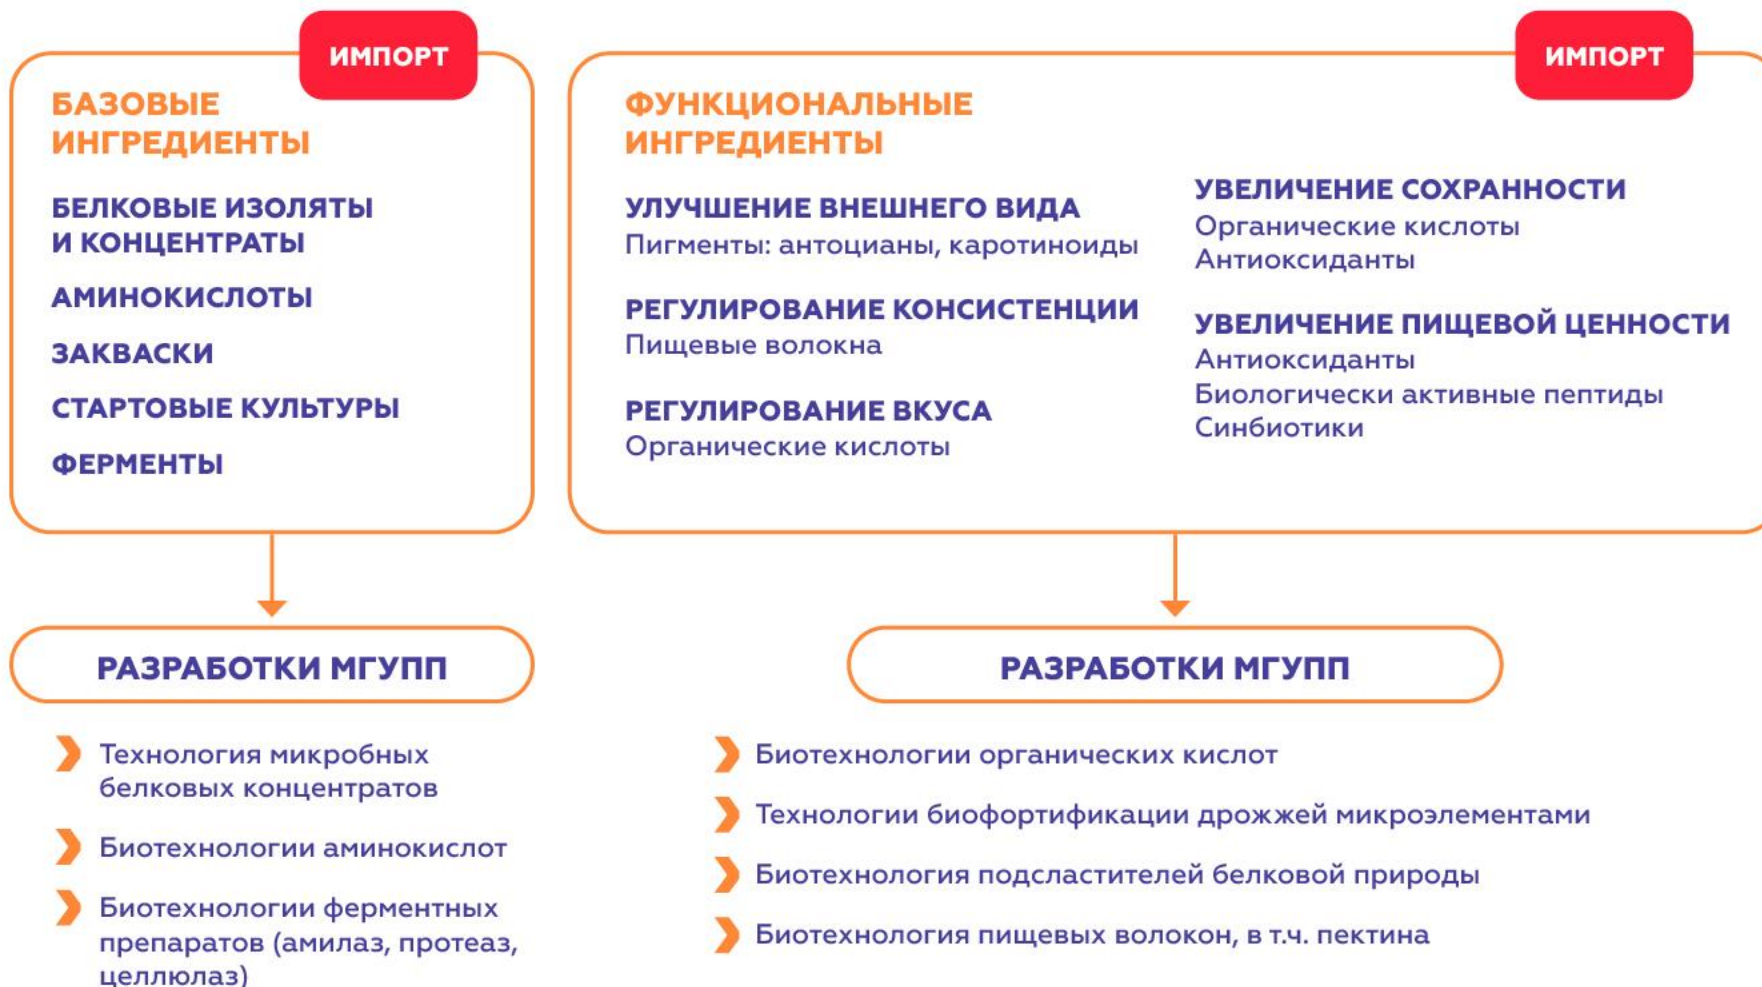 ИМПОРТ
БАЗОВЫЕ
ИНГРЕДИЕНТЫ
БЕЛКОВЫЕ ИЗОЛЯТЫ
И КОНЦЕНТРАТЫ
АМИНОКИСЛОТЫ
ЗАКВАСКИ
СТАРТОВЫЕ КУЛЬТУРЫ
ФЕРМЕНТЫ
ИМПОРТ
ФУНКЦИОНАЛЬНЫЕ
ИНГРЕДИЕНТЫ
УЛУЧШЕНИЕ ВНЕШНЕГО ВИДА
Пигменты: антоцианы, каротиноиды
РЕГУЛИРОВАНИЕ КОНСИСТЕНЦИИ
Пищевые волокна
РЕГУЛИРОВАНИЕ ВКУСА
Органические кислоты
УВЕЛИЧЕНИЕ СОХРАННОСТИ
Органические кислоты
Антиоксиданты
УВЕЛИЧЕНИЕ ПИЩЕВОЙ ЦЕННОСТИ
Антиоксиданты
Биологически активные пептиды
Синбиотики
РАЗРАБОТКИ МГУПП
Технология микробных
белковых концентратов
Биотехнологии аминокислот
Биотехнологии ферментных
препаратов (амилаз, протеаз,
целлюлаз)
РАЗРАБОТКИ МГУПП
Биотехнологии органических кислот
Технологии биофортификации дрожжей микроэлементами
Биотехнология подсластителей белковой природы
Биотехнология пищевых волокон, в т.ч. пектина